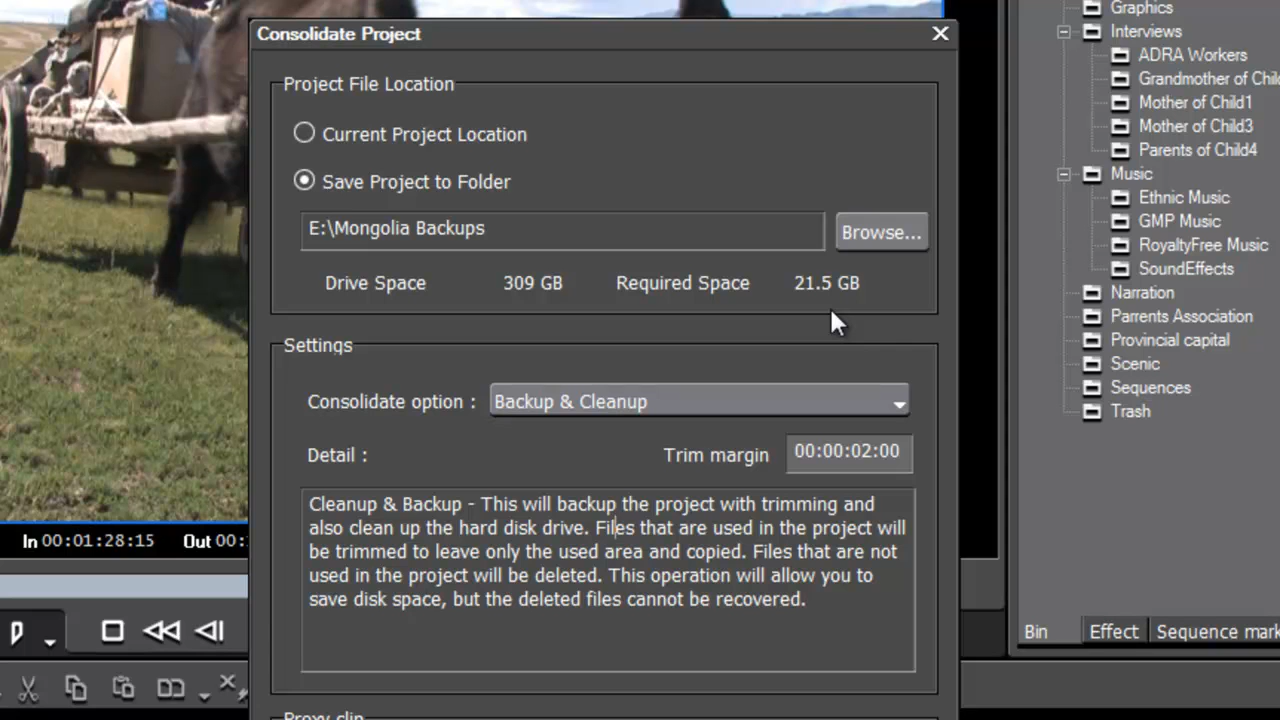 Consolidate Project
Project File Location
Current Project Location
Save Project to Folder
E:\Mongolia Backups
Browse...
Drive Space 309 GB Required Space 21.5 GB
Settings
Consolidate option : Backup & Cleanup
Detail : Trim margin 00:00:02:00
Cleanup & Backup - This will backup the project with trimming and
also clean up the hard disk drive. Files that are used in the project will
be trimmed to leave only the used area and copied. Files that are not
used in the project will be deleted. This operation will allow you to
save disk space, but the deleted files cannot be recovered.
Proxy clip
In 00:01:28:15 Out 00:
Graphics
Interviews
ADRA Workers
Grandmother of Chil
Mother of Child1
Mother of Child3
Parents of Child4
Music
Ethnic Music
GMP Music
RoyaltyFree Music
SoundEffects
Narration
Parrents Association
Provincial capital
Scenic
Sequences
Trash
Bin Effect Sequence mark